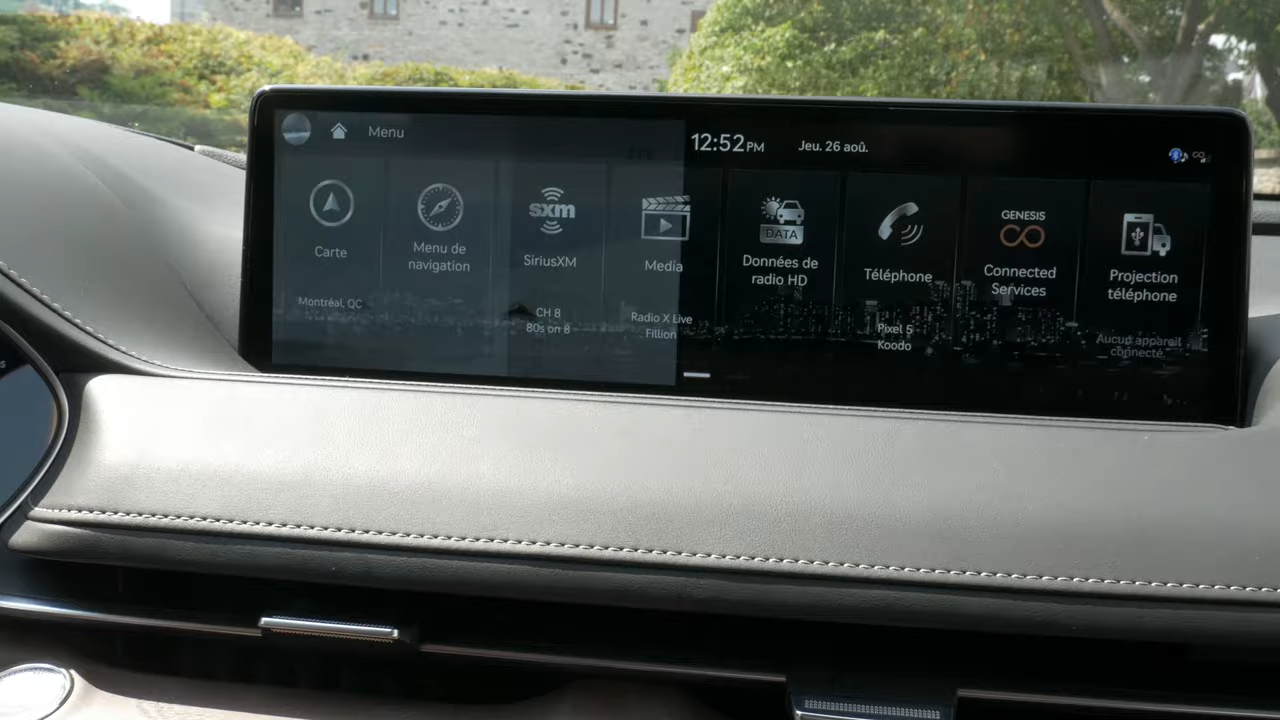 Menu
12:52 PM
Jeu. 26 aoû.
Carte
Montréal, QC
Menu de
navigation
sxm
SiriusXM
CH 8
80s on 8
Media
Radio X Live
Fillion
DATA
Données de
radio HD
Téléphone
Pixel 5
Koodo
GENESIS
Connected
Services
Projection
téléphone
Aucun appareil
connecté.